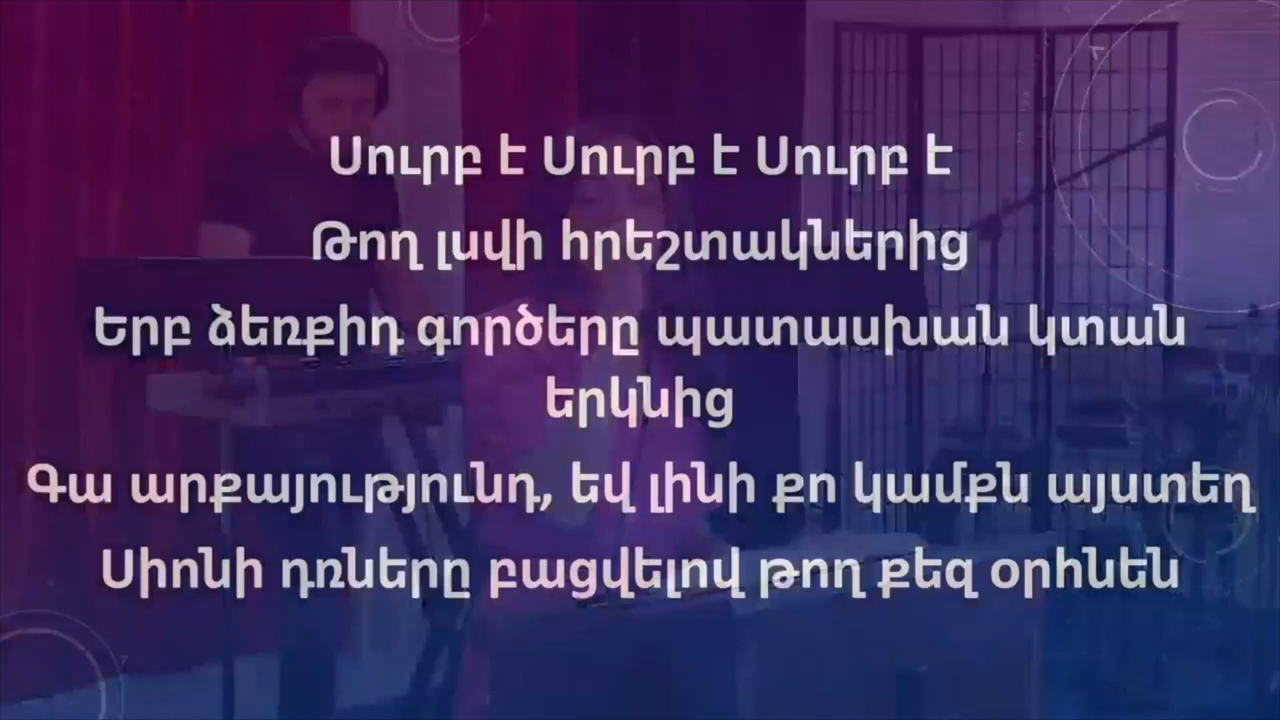 Սուրբ է Սուրբ է Սուրբ է
Թող լսվի հրեշտակներից
Երբ ձեռքիդ գործերը պատասխան կտան
երկնից
Գա արքայությունդ, եվ լինի քո կամքն այստեղ
Սիոնի դռները բացվելով թող քեզ օրհնեն